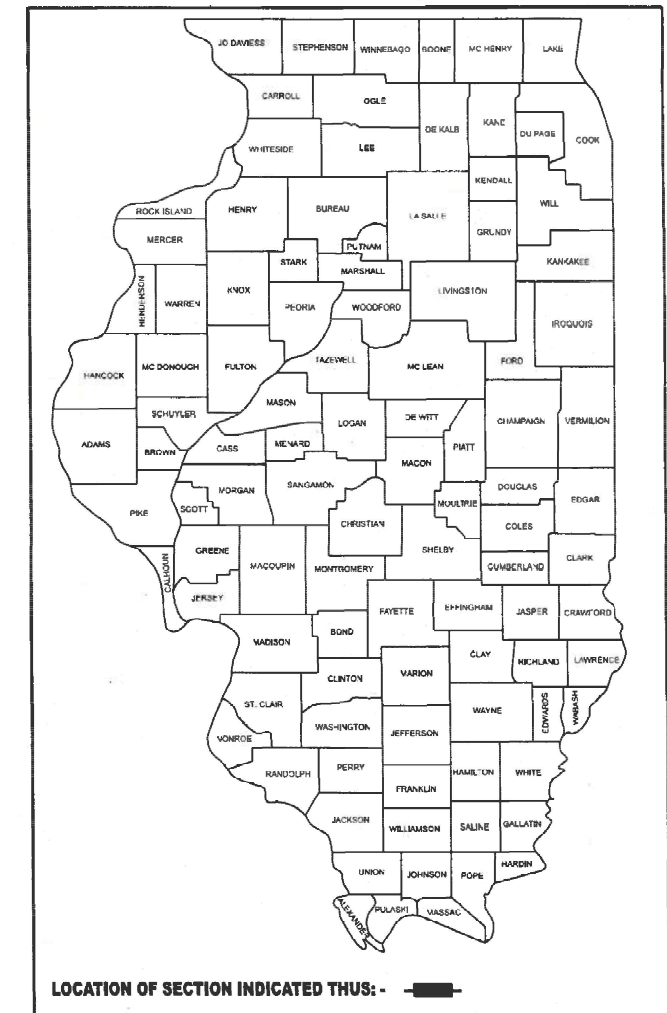 JO DAVIESS
STEPHENSON
WINNEBAGO
BOONE
MC HENRY
LAKE
CARROLL
OGLE
DE KALB
KANE
DU PAGE
COOK
WHITESIDE
LEE
KENDALL
WILL
ROCK ISLAND
HENRY
BUREAU
LA SALLE
GRUNDY
MERCER
PUTNAM
STARK
MARSHALL
KANKAKEE
HENDERSON
WARREN
KNOX
PEORIA
WOODFORD
LIVINGSTON
IROQUOIS
HANCOCK
MC DONOUGH
FULTON
TAZEWELL
MC LEAN
FORD
MASON
SCHUYLER
LOGAN
DE WITT
CHAMPAIGN
VERMILION
ADAMS
BROWN
CASS
MENARD
MACON
PIATT
PIKE
SCOTT
MORGAN
SANGAMON
CHRISTIAN
MOULTRIE
DOUGLAS
EDGAR
COLES
CALHOUN
GREENE
MACOUPIN
MONTGOMERY
SHELBY
CUMBERLAND
CLARK
JERSEY
FAYETTE
EFFINGHAM
JASPER
CRAWFORD
MADISON
BOND
CLAY
RICHLAND
LAWRENCE
CLINTON
MARION
ST. CLAIR
WAYNE
EDWARDS
WABASH
MONROE
WASHINGTON
JEFFERSON
RANDOLPH
PERRY
HAMILTON
WHITE
FRANKLIN
JACKSON
WILLIAMSON
SALINE
GALLATIN
UNION
JOHNSON
POPE
HARDIN
ALEXANDER
PULASKI
MASSAC
LOCATION OF SECTION INDICATED THUS: -